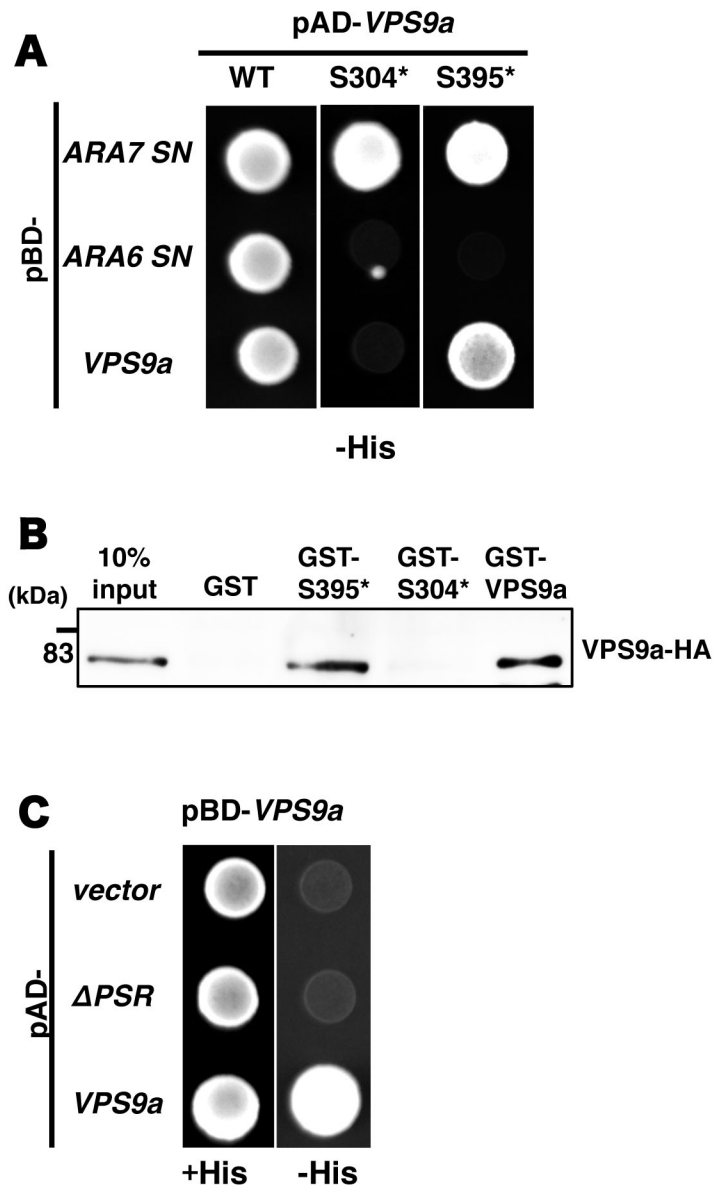 A
pAD-VPS9a
WT S304* S395*
pBD-
ARA7 SN
ARA6 SN
VPS9a
-His
B
(kDa)
10% input
GST
GST-S395*
GST-S304*
GST-VPS9a
83
VPS9a-HA
C
pBD-VPS9a
pAD-
vector
ΔPSR
VPS9a
+His -His